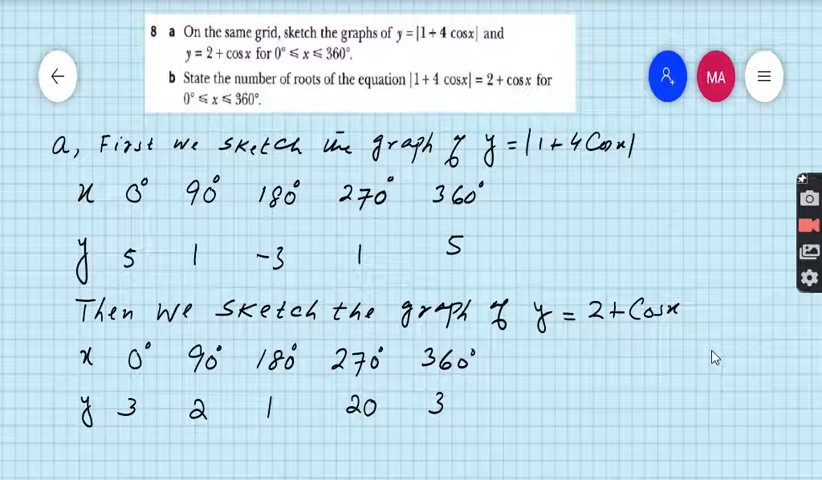 8 a On the same grid, sketch the graphs of y = |1 + 4 cos x| and
y = 2 + cos x for 0° ⩽ x ⩽ 360°.
b State the number of roots of the equation |1 + 4 cos x| = 2 + cos x for
0° ⩽ x ⩽ 360°.
MA
a, First we sketch the graph of y = |1 + 4 Cos x|
x 0° 90° 180° 270° 360°
y 5 1 -3 1 5
Then we sketch the graph of y = 2 + Cos x
x 0° 90° 180° 270° 360°
y 3 2 1 20 3